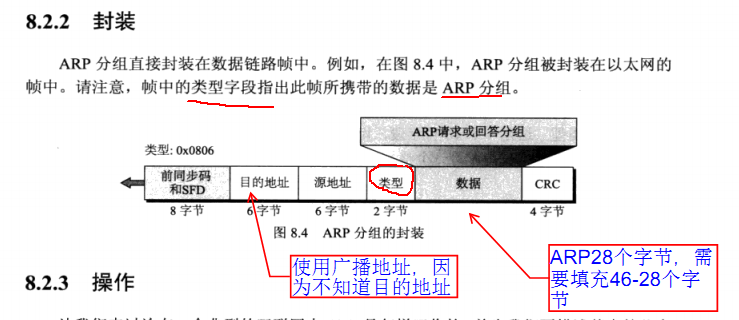 8.2.2 封装
ARP 分组直接封装在数据链路帧中。例如，在图 8.4 中，ARP 分组被封装在以太网的
帧中。请注意，帧中的类型字段指出此帧所携带的数据是 ARP 分组。
ARP请求或回答分组
类型: 0x0806
前同步码
和SFD
目的地址
源地址
类型
数据
CRC
8 字节
6 字节
6 字节
2 字节
4 字节
图 8.4 ARP 分组的封装
使用广播地址，因
为不知道目的地址
ARP28个字节，需
要填充46-28个字
节
8.2.3 操作